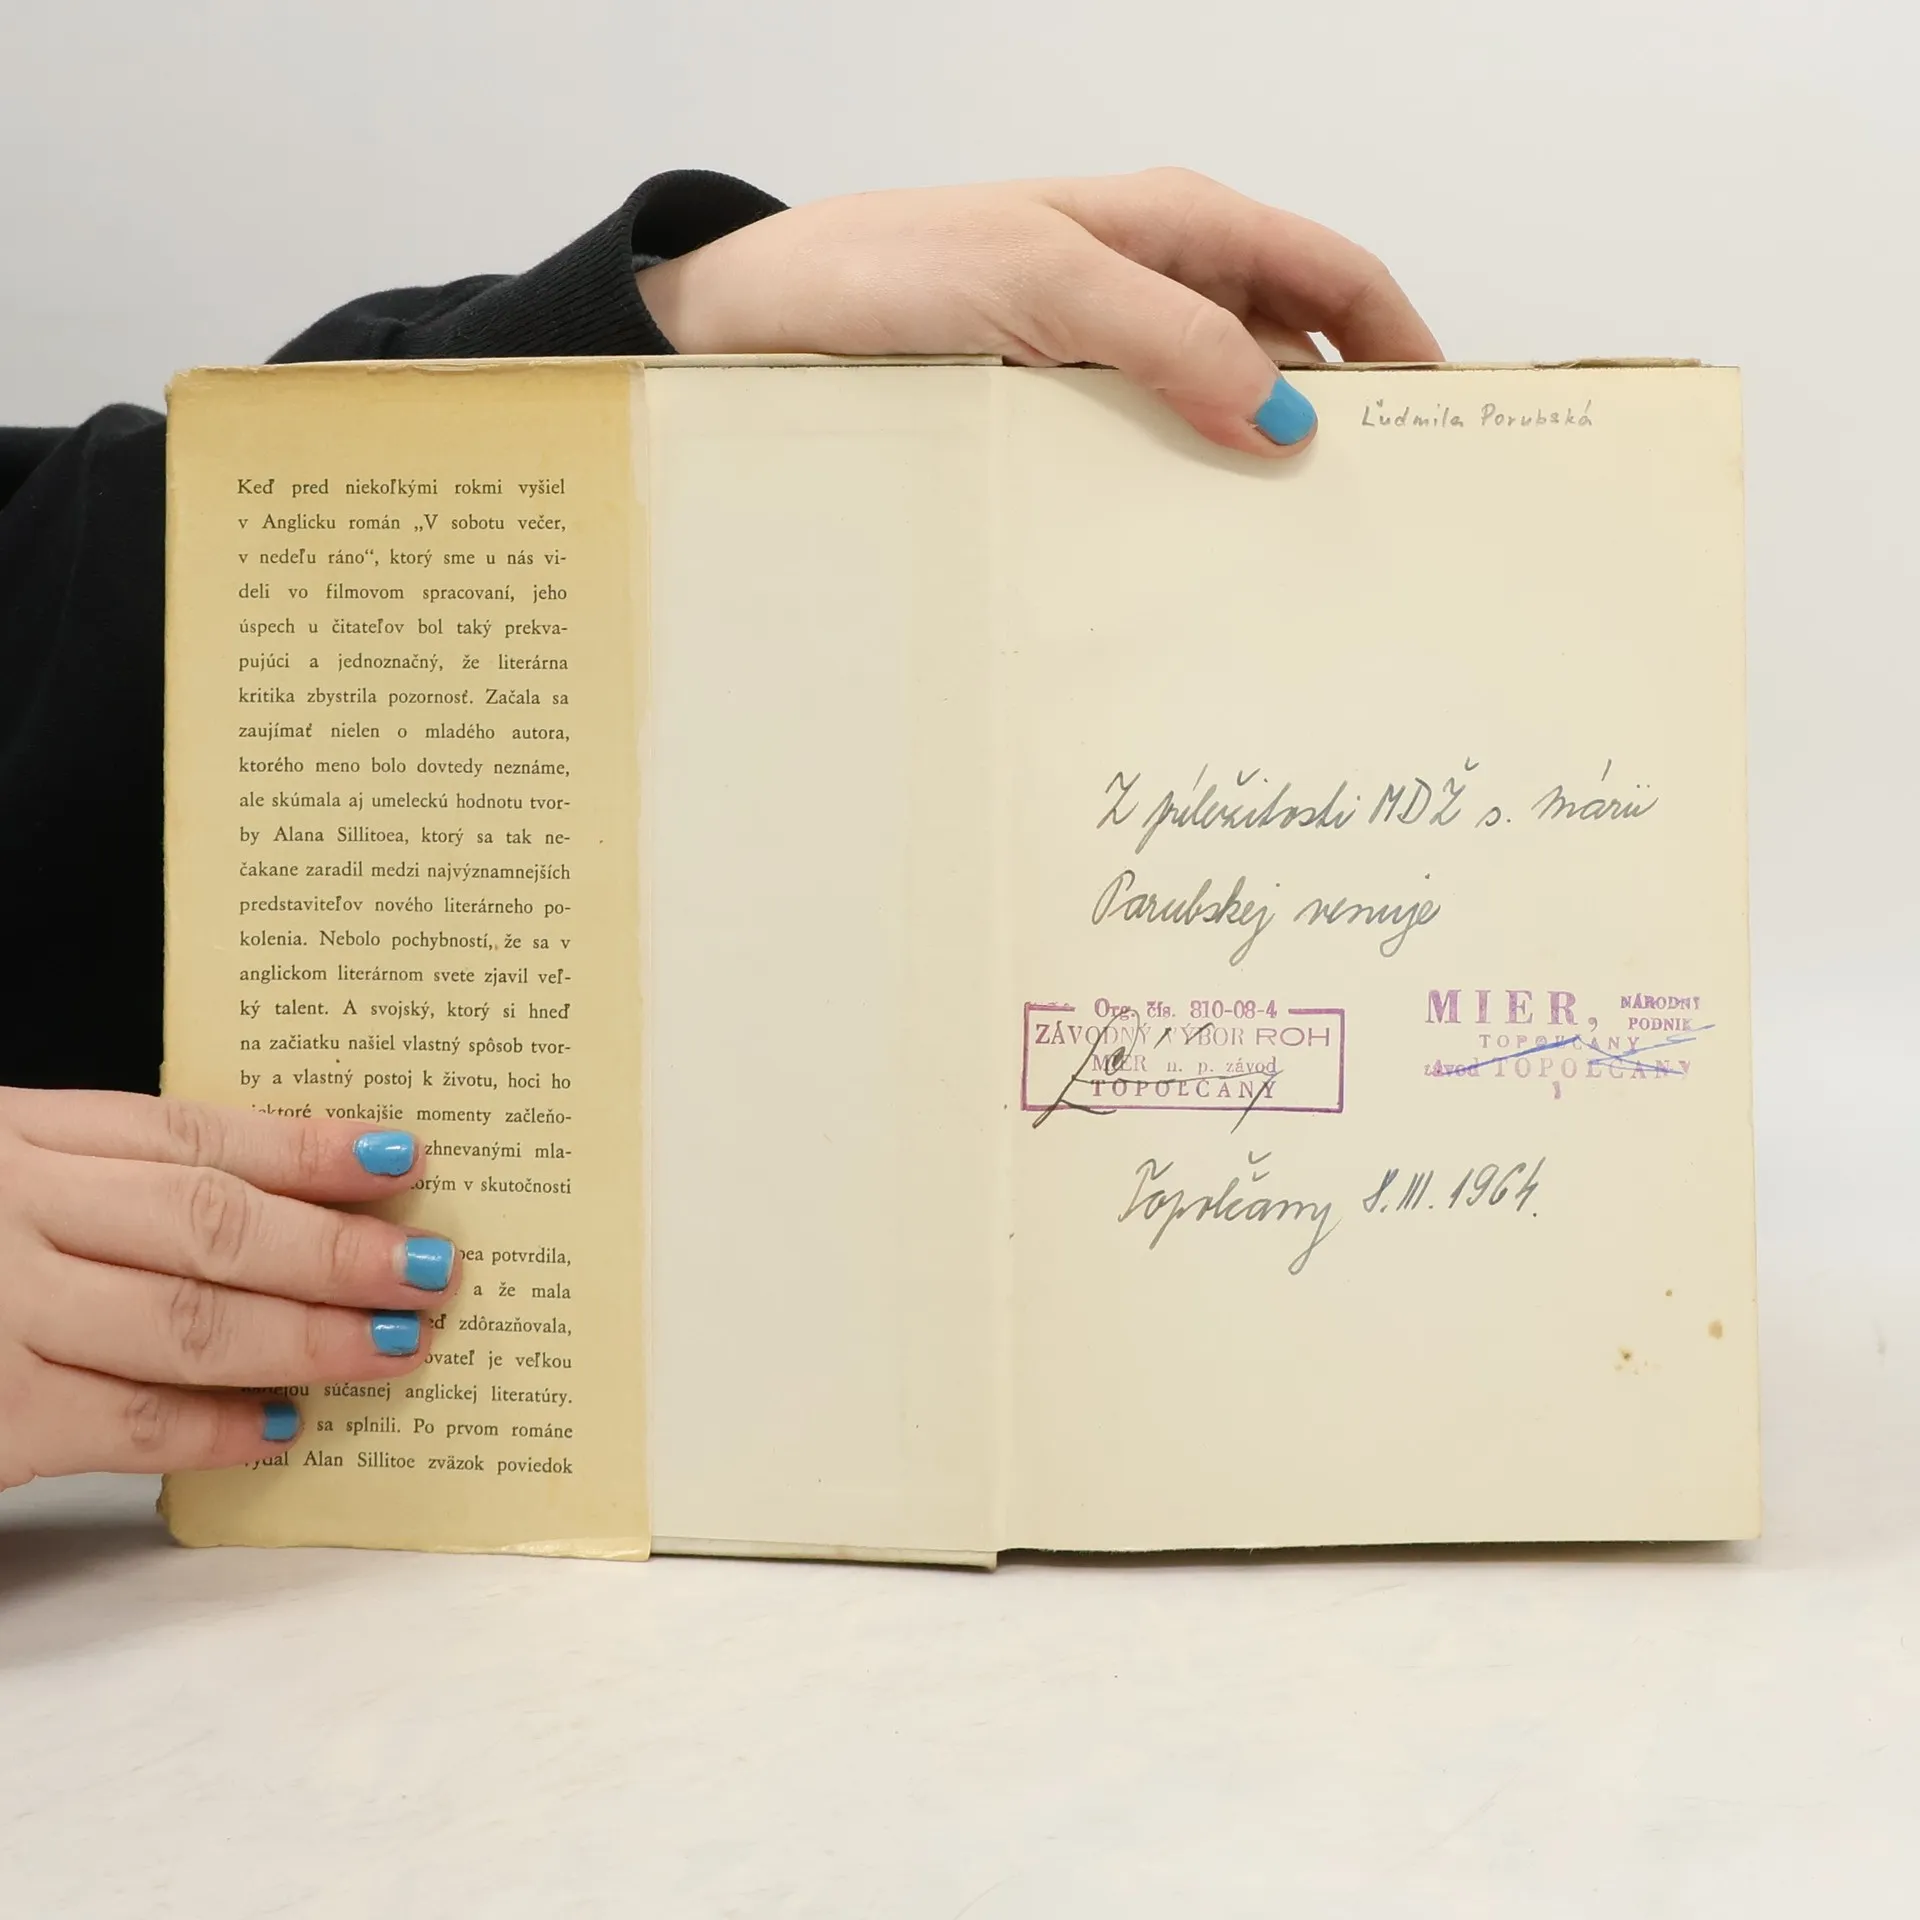 Keď pred niekoľkými rokmi vyšiel
v Anglicku román „V sobotu večer,
v nedeľu ráno“, ktorý sme u nás vi-
deli vo filmovom spracovaní, jeho
úspech u čitateľov bol taký prekva-
pujúci a jednoznačný, že literárna
kritika zbystrila pozornosť. Začala sa
zaujímať nielen o mladého autora,
ktorého meno bolo dovtedy neznáme,
ale skúmala aj umeleckú hodnotu tvor-
by Alana Sillitoea, ktorý sa tak ne-
čakane zaradil medzi najvýznamnejších
predstaviteľov nového literárneho po-
kolenia. Nebolo pochybností, že sa v
anglickom literárnom svete zjavil veľ-
ký talent. A svojský, ktorý si hneď
na začiatku našiel vlastný spôsob tvor-
by a vlastný postoj k životu, hoci ho
vonkajšie momenty začleňo-
zhnevanými mla-
v skutočnosti
potvrdila,
a že mala
zdôrazňovala,
je veľkou
súčasnej anglickej literatúry.
sa splnili. Po prvom románe
Alan Sillitoe zväzok poviedok
Ľudmila Porubská
Z príležitosti MDŽ s. Márii
Parubskej venuje
Org. čís. 310-08-4
ZÁVODNÝ VÝBOR ROH
MIER n. p. závod
TOPOĽČANY
MIER, NÁRODNÝ
PODNIK
TOPOĽČANY
závod TOPOĽČANY
1
Topolčany 8. III. 1964.